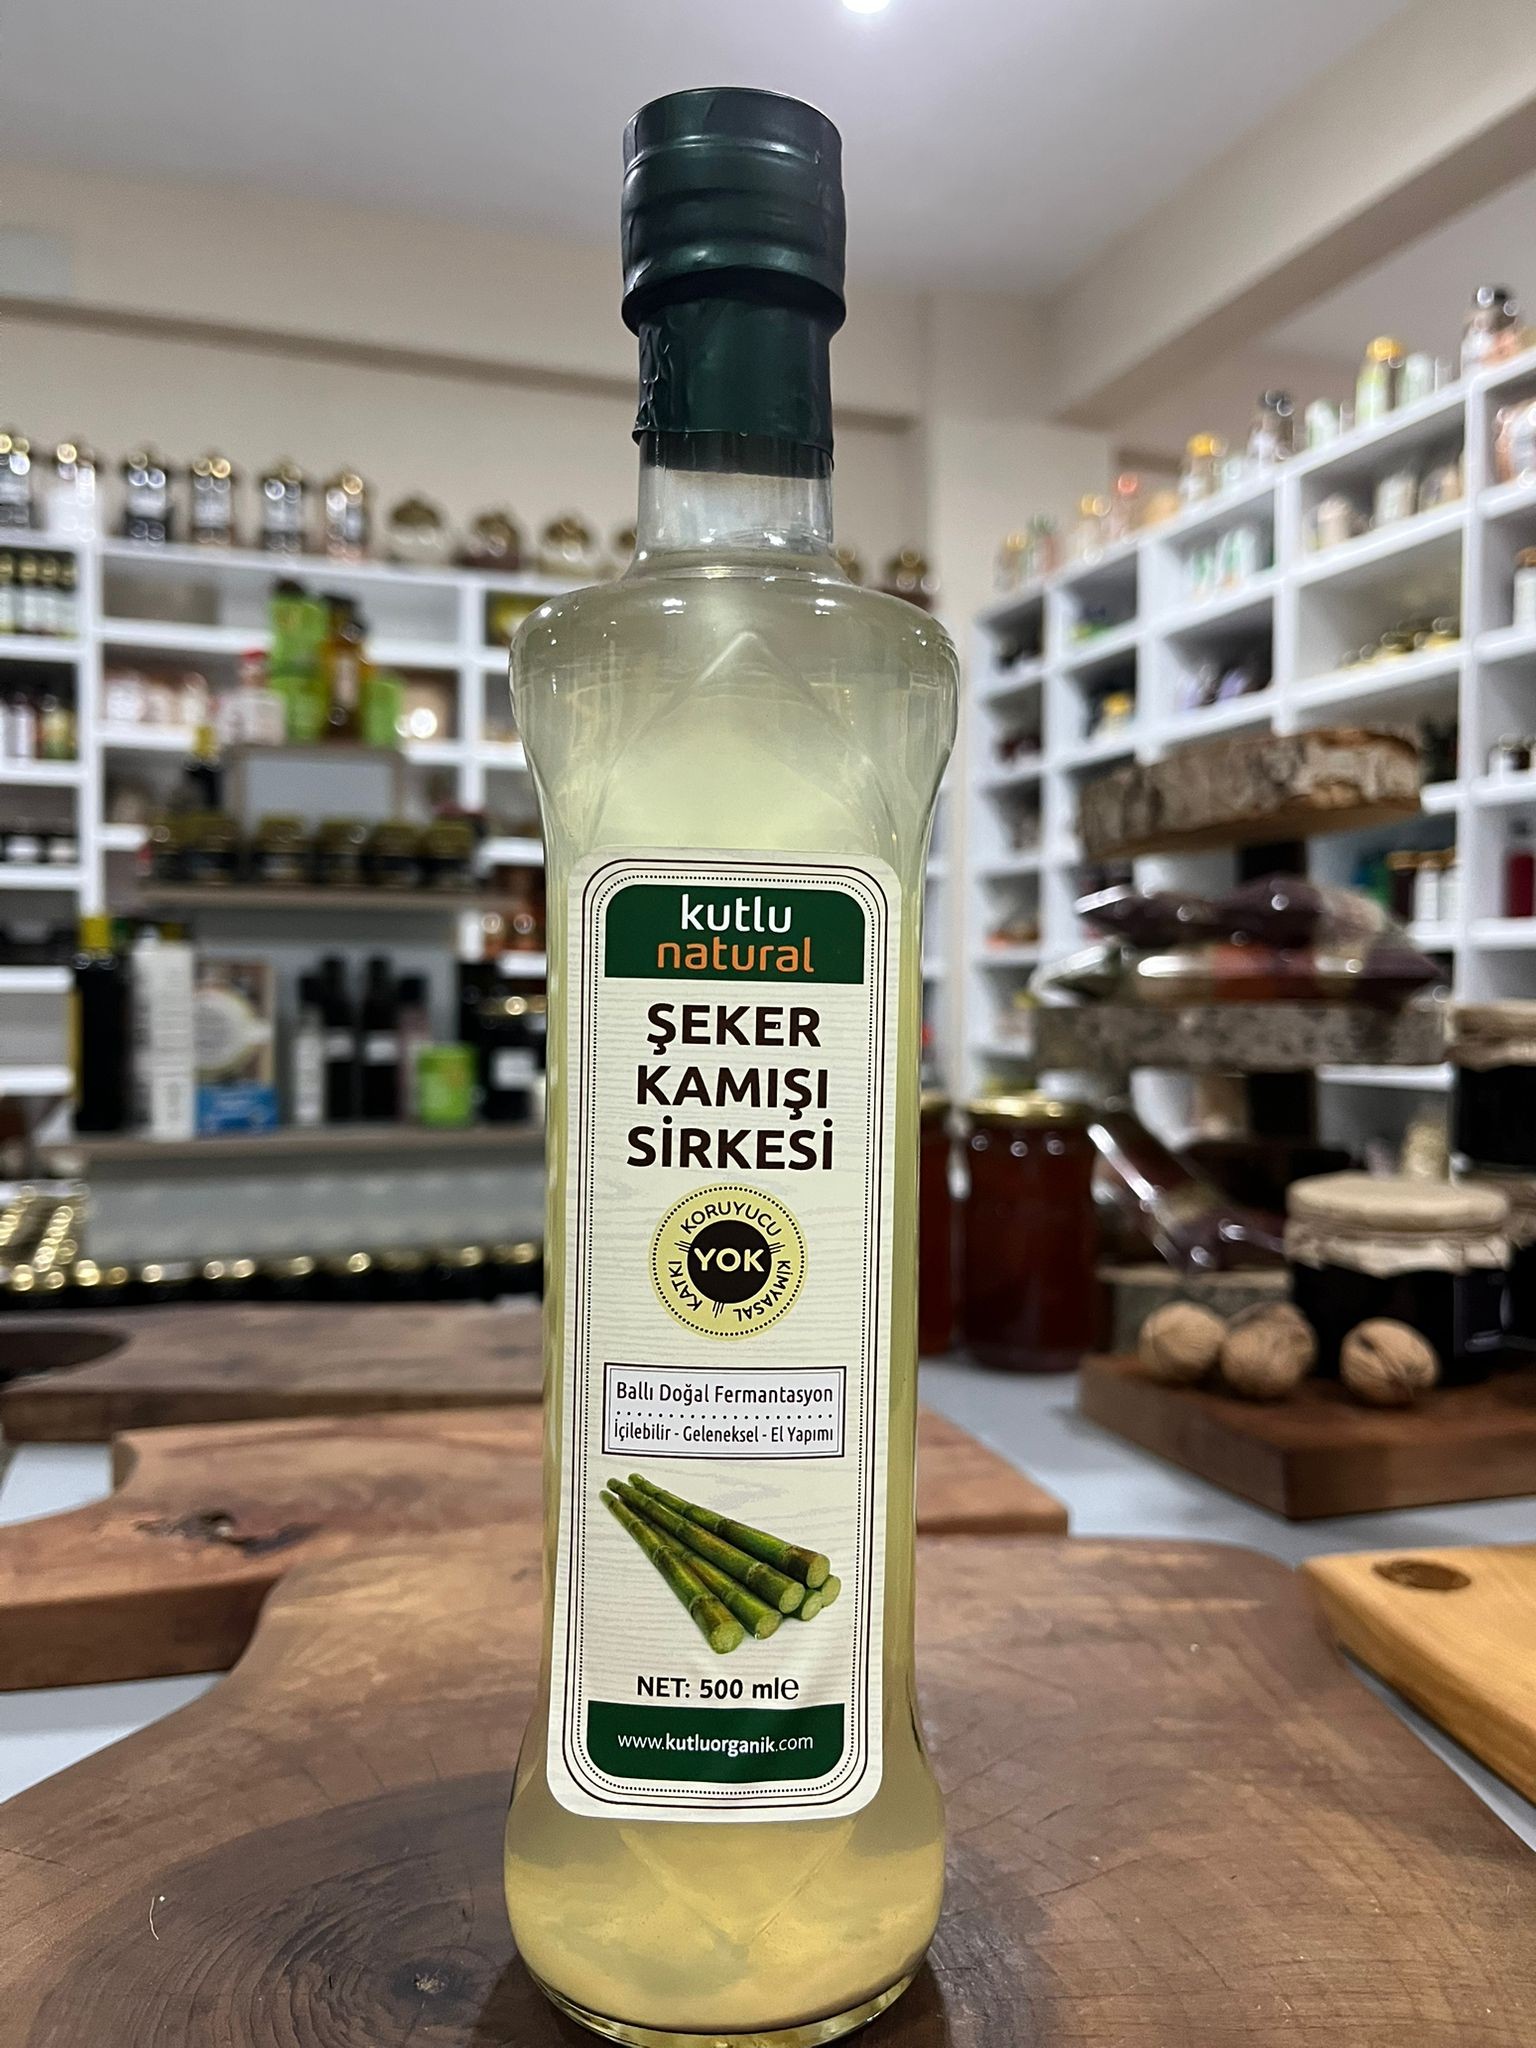 kutlu
natural
ŞEKER
KAMIŞI
SİRKESİ
KORUYUCU
YOK
KATKI
KİMYASAL
Ballı Doğal Fermantasyon
İçilebilir - Geleneksel - El Yapımı
NET: 500 ml℮
www.kutluorganik.com